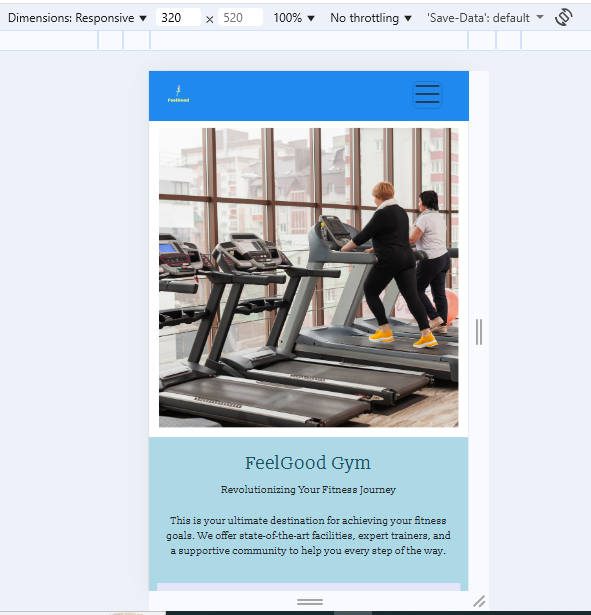 Dimensions: Responsive 320 × 520 100% No throttling 'Save-Data': default
FeelGood
FeelGood Gym
Revolutionizing Your Fitness Journey
This is your ultimate destination for achieving your fitness
goals. We offer state-of-the-art facilities, expert trainers, and
a supportive community to help you every step of the way.